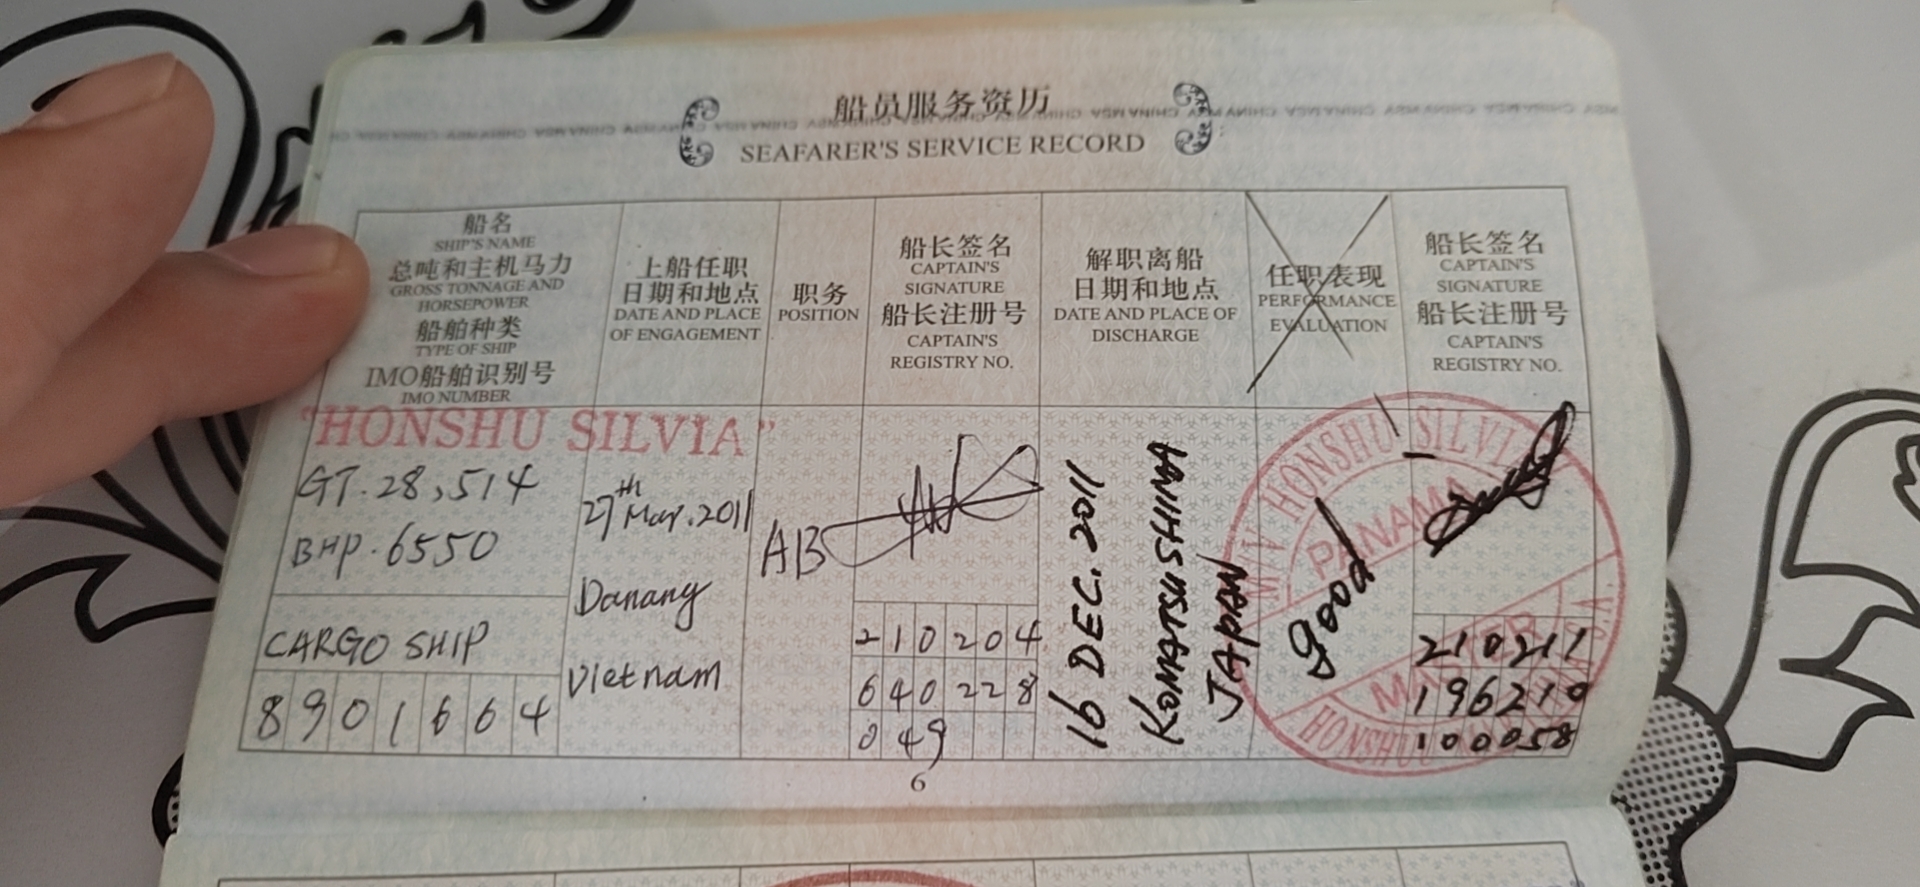 船员服务资历
SEAFARER'S SERVICE RECORD
船名
SHIP'S NAME
总吨和主机马力
GROSS TONNAGE AND
HORSEPOWER
船舶种类
TYPE OF SHIP
IMO船舶识别号
IMO NUMBER
上船任职
日期和地点
DATE AND PLACE
OF ENGAGEMENT
职务
POSITION
船长签名
CAPTAIN'S
SIGNATURE
船长注册号
CAPTAIN'S
REGISTRY NO.
解职离船
日期和地点
DATE AND PLACE OF
DISCHARGE
任职表现
PERFORMANCE
EVALUATION
船长签名
CAPTAIN'S
SIGNATURE
船长注册号
CAPTAIN'S
REGISTRY NO.
"HONSHU SILVIA"
GT. 28,514
BHP. 6550
CARGO SHIP
8901664
27th Mar. 2011
Danang
Vietnam
AB
210204
640228
049
16 DEC. 2011
KOMATSUSHIMA
JAPAN
good
M/V HONSHU SILVIA
PANAMA
MASTER
210211
196210
100058
6